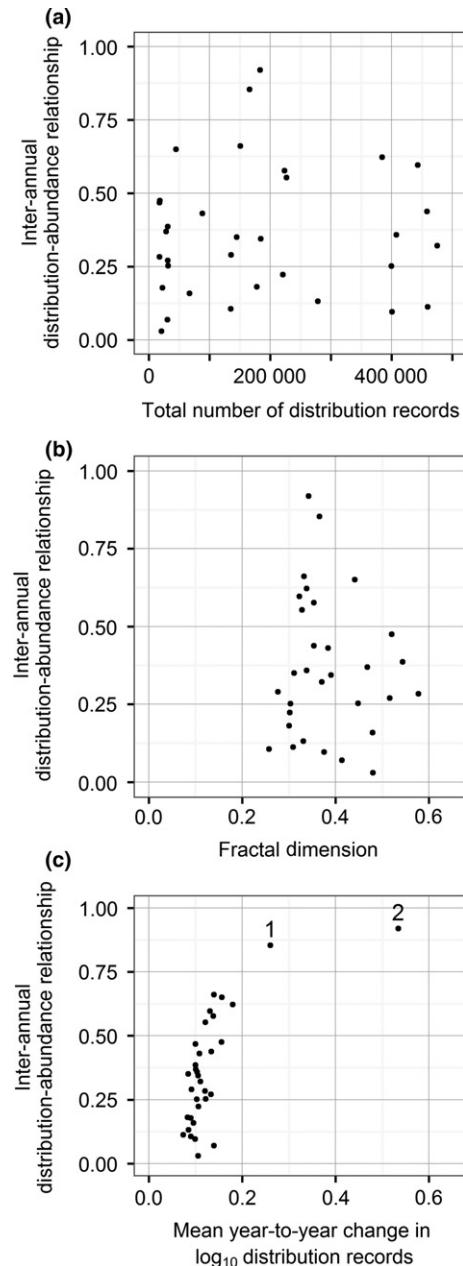 (a)
1.00
0.75
0.50
0.25
0.00
Inter-annual
distribution-abundance relationship
0 200 000 400 000
Total number of distribution records
(b)
1.00
0.75
0.50
0.25
0.00
Inter-annual
distribution-abundance relationship
0.0 0.2 0.4 0.6
Fractal dimension
(c)
1.00
0.75
0.50
0.25
0.00
Inter-annual
distribution-abundance relationship
1 2
0.0 0.2 0.4 0.6
Mean year-to-year change in
log₁₀ distribution records